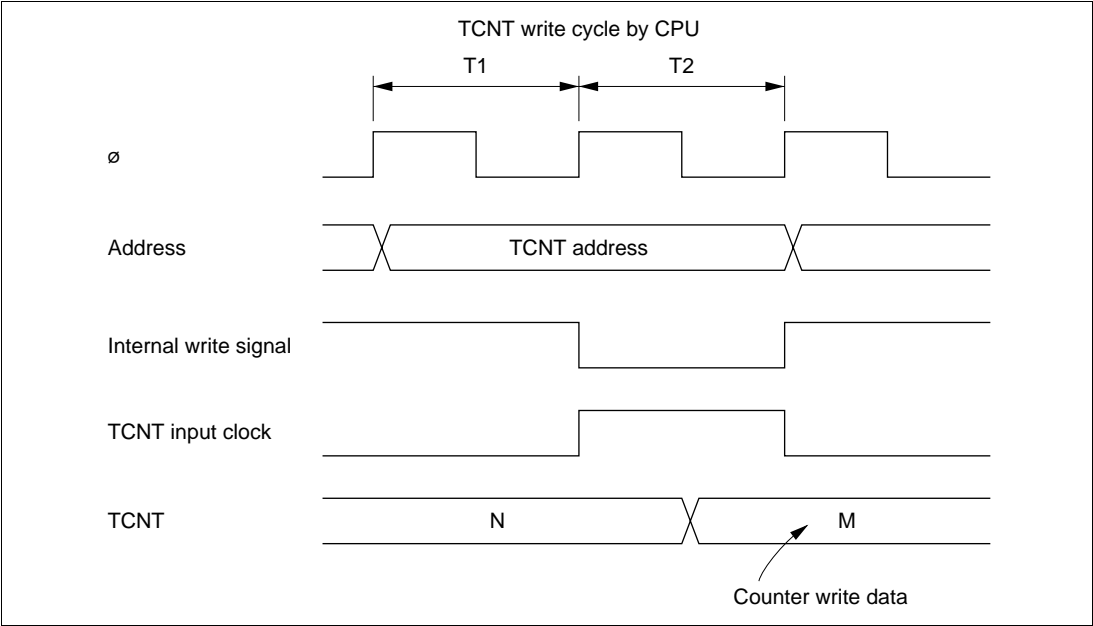 TCNT write cycle by CPU
T1
T2
ø
Address
TCNT address
Internal write signal
TCNT input clock
TCNT
N
M
Counter write data